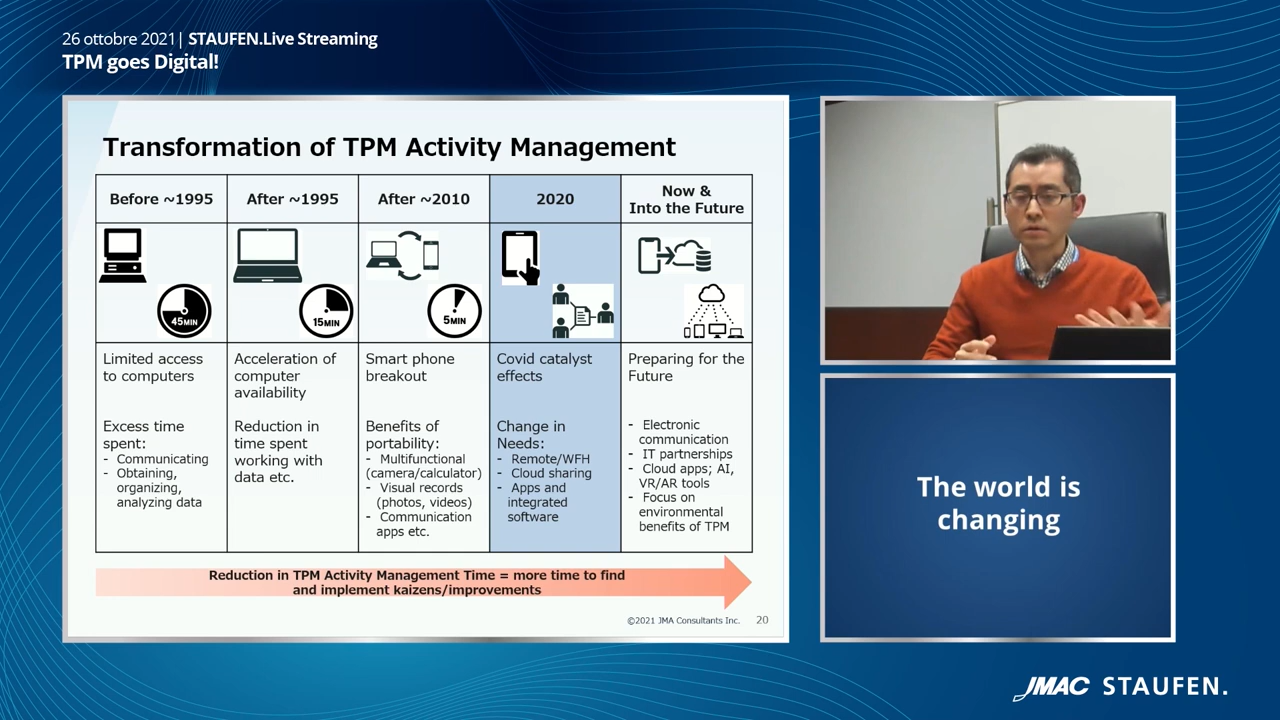 26 ottobre 2021| STAUFEN.Live Streaming
TPM goes Digital!
Transformation of TPM Activity Management
Before ~1995
After ~1995
After ~2010
2020
Now &
Into the Future
45MIN
15MIN
5MIN
Limited access
to computers
Excess time
spent:
- Communicating
- Obtaining,
organizing,
analyzing data
Acceleration of
computer
availability
Reduction in
time spent
working with
data etc.
Smart phone
breakout
Benefits of
portability:
- Multifunctional
(camera/calculator)
- Visual records
(photos, videos)
- Communication
apps etc.
Covid catalyst
effects
Change in
Needs:
- Remote/WFH
- Cloud sharing
- Apps and
integrated
software
Preparing for the
Future
- Electronic
communication
- IT partnerships
- Cloud apps; AI,
VR/AR tools
- Focus on
environmental
benefits of TPM
Reduction in TPM Activity Management Time = more time to find
and implement kaizens/improvements
©2021 JMA Consultants Inc. 20
The world is
changing
JMAC STAUFEN.